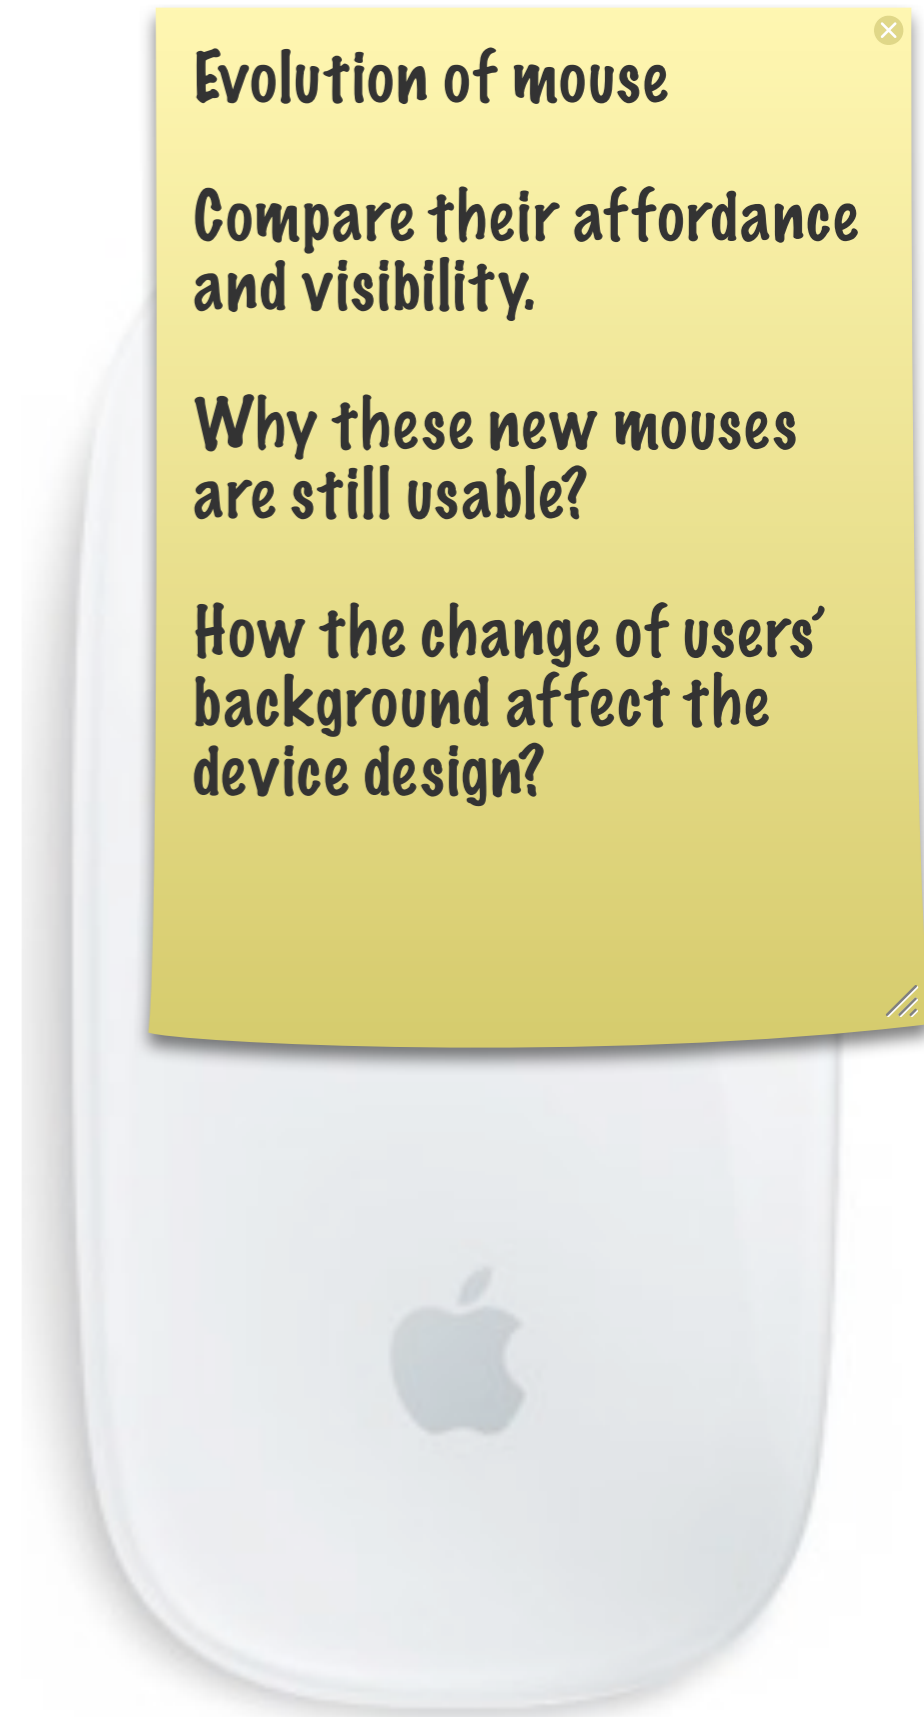 Evolution of mouse
Compare their affordance
and visibility.
Why these new mouses
are still usable?
How the change of users’
background affect the
device design?